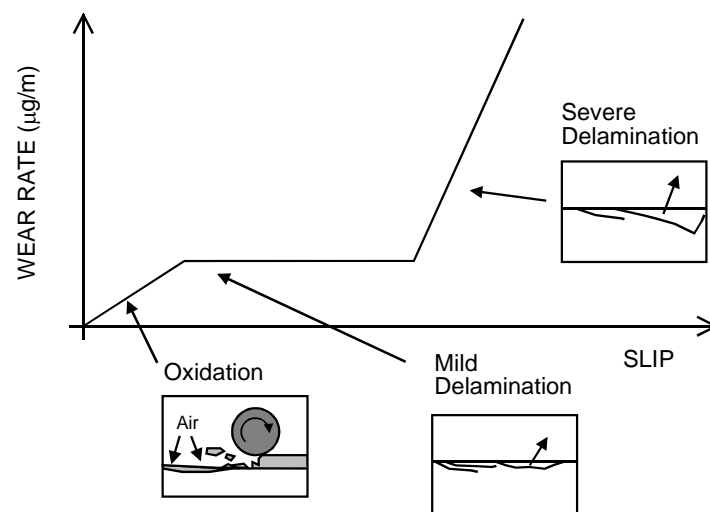 WEAR RATE (μg/m)
Severe
Delamination
SLIP
Mild
Delamination
Oxidation
Air